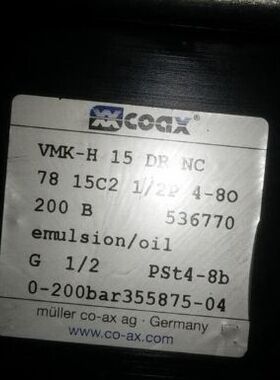 coax
VMK-H 15 DR NC
78 15C2 1/2P 4-80
200 B 536770
emulsion/oil
G 1/2 PSt4-8b
0-200bar355875-04
müller co-ax ag · Germany
www.co-ax.com